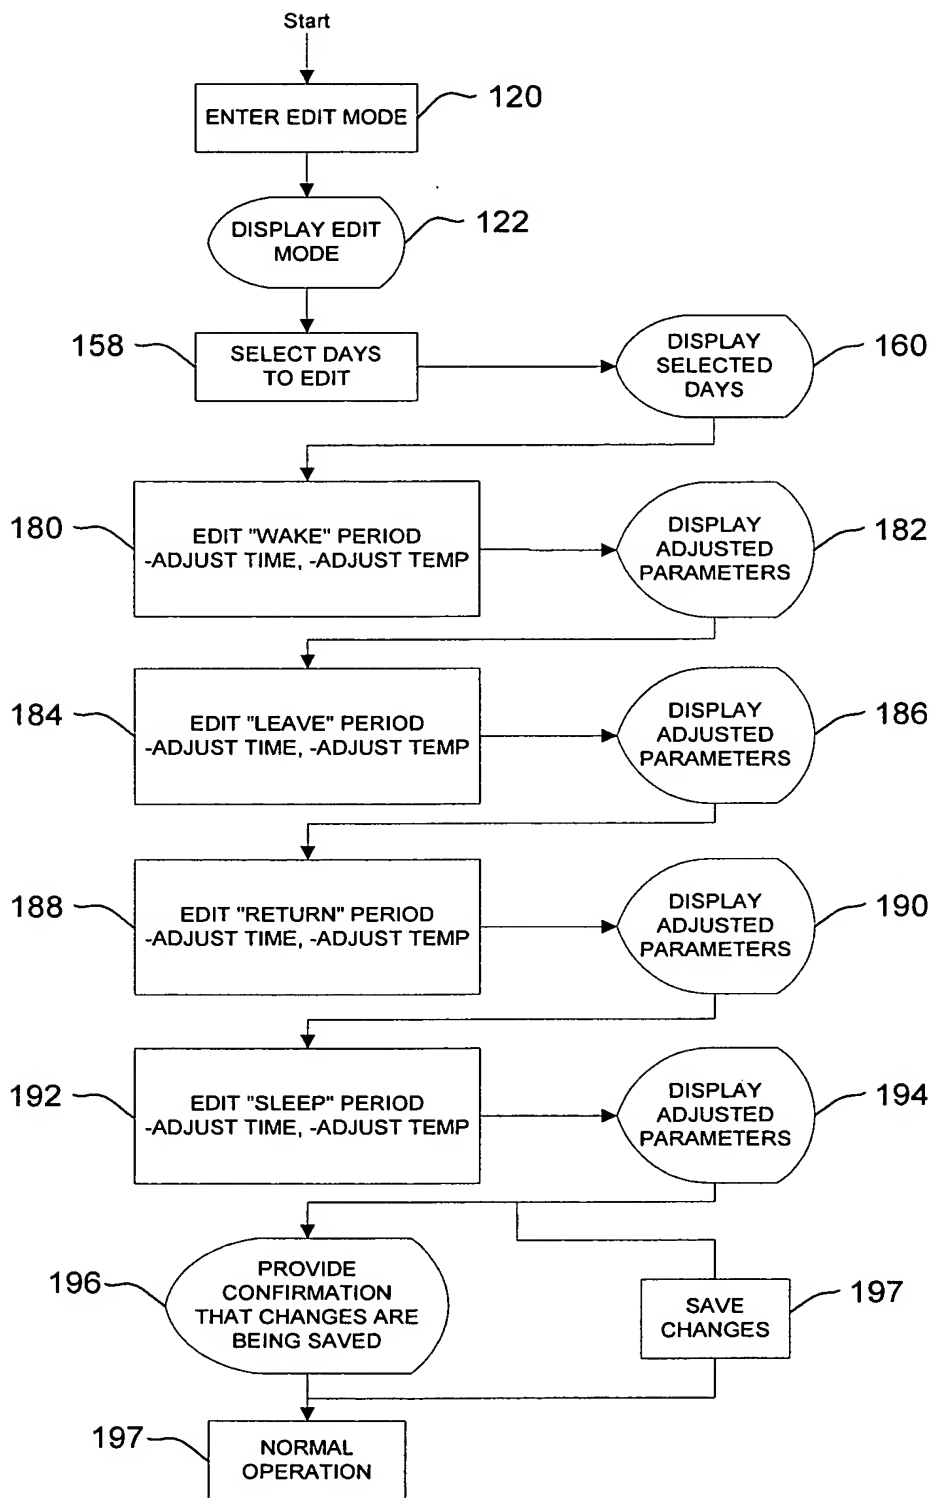 Start
ENTER EDIT MODE
120
DISPLAY EDIT
MODE
122
158
SELECT DAYS
TO EDIT
DISPLAY
SELECTED
DAYS
160
180
EDIT "WAKE" PERIOD
-ADJUST TIME, -ADJUST TEMP
DISPLAY
ADJUSTED
PARAMETERS
182
184
EDIT "LEAVE" PERIOD
-ADJUST TIME, -ADJUST TEMP
DISPLAY
ADJUSTED
PARAMETERS
186
188
EDIT "RETURN" PERIOD
-ADJUST TIME, -ADJUST TEMP
DISPLAY
ADJUSTED
PARAMETERS
190
192
EDIT "SLEEP" PERIOD
-ADJUST TIME, -ADJUST TEMP
DISPLAY
ADJUSTED
PARAMETERS
194
196
PROVIDE
CONFIRMATION
THAT CHANGES ARE
BEING SAVED
SAVE
CHANGES
197
197
NORMAL
OPERATION